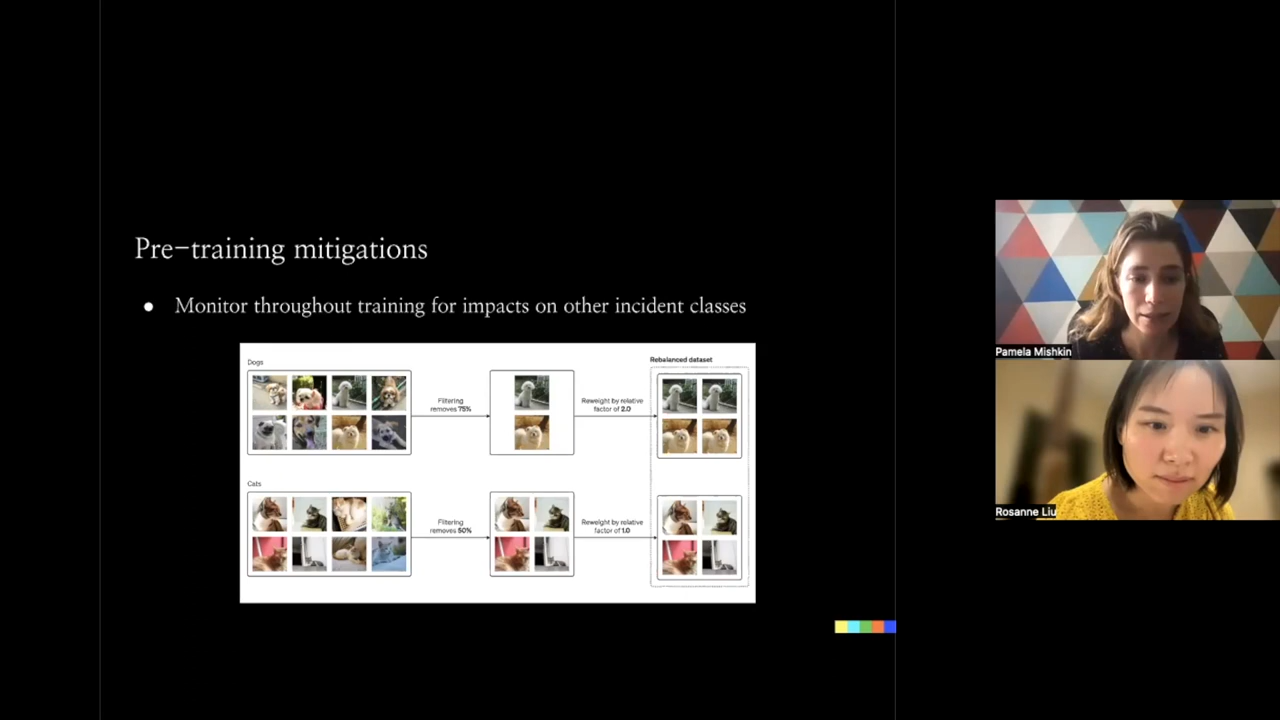 Pre-training mitigations
● Monitor throughout training for impacts on other incident classes
Dogs
Filtering
removes 75%
Reweight by relative
factor of 2.0
Rebalanced dataset
Cats
Filtering
removes 50%
Reweight by relative
factor of 1.0
Pamela Mishkin
Rosanne Liu